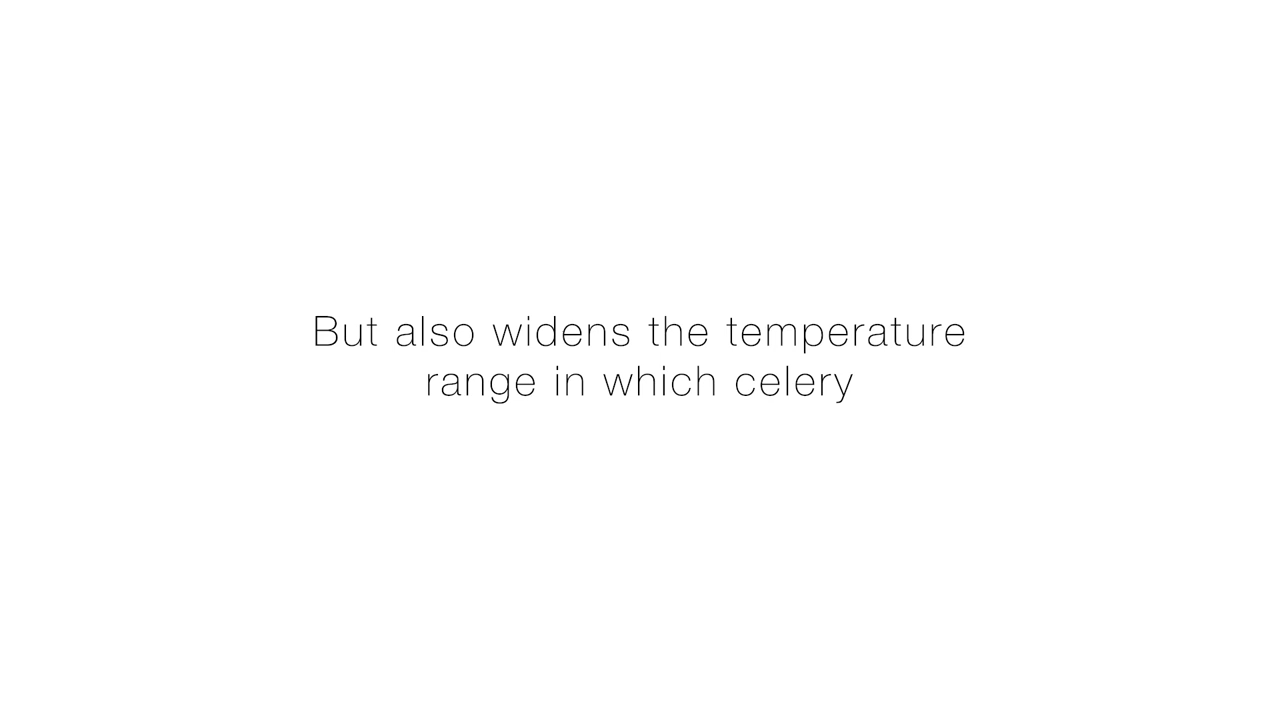 But also widens the temperature
range in which celery